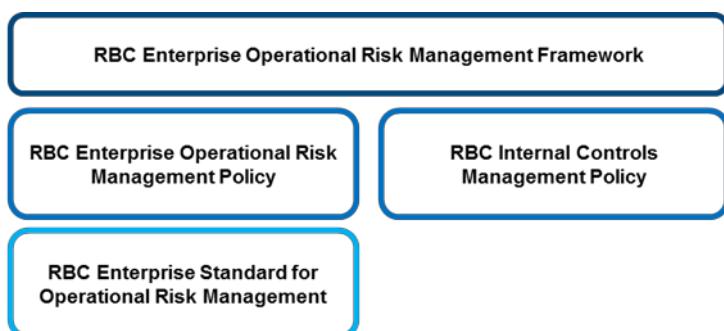 RBC Enterprise Operational Risk Management Framework
RBC Enterprise Operational Risk
Management Policy
RBC Internal Controls
Management Policy
RBC Enterprise Standard for
Operational Risk Management